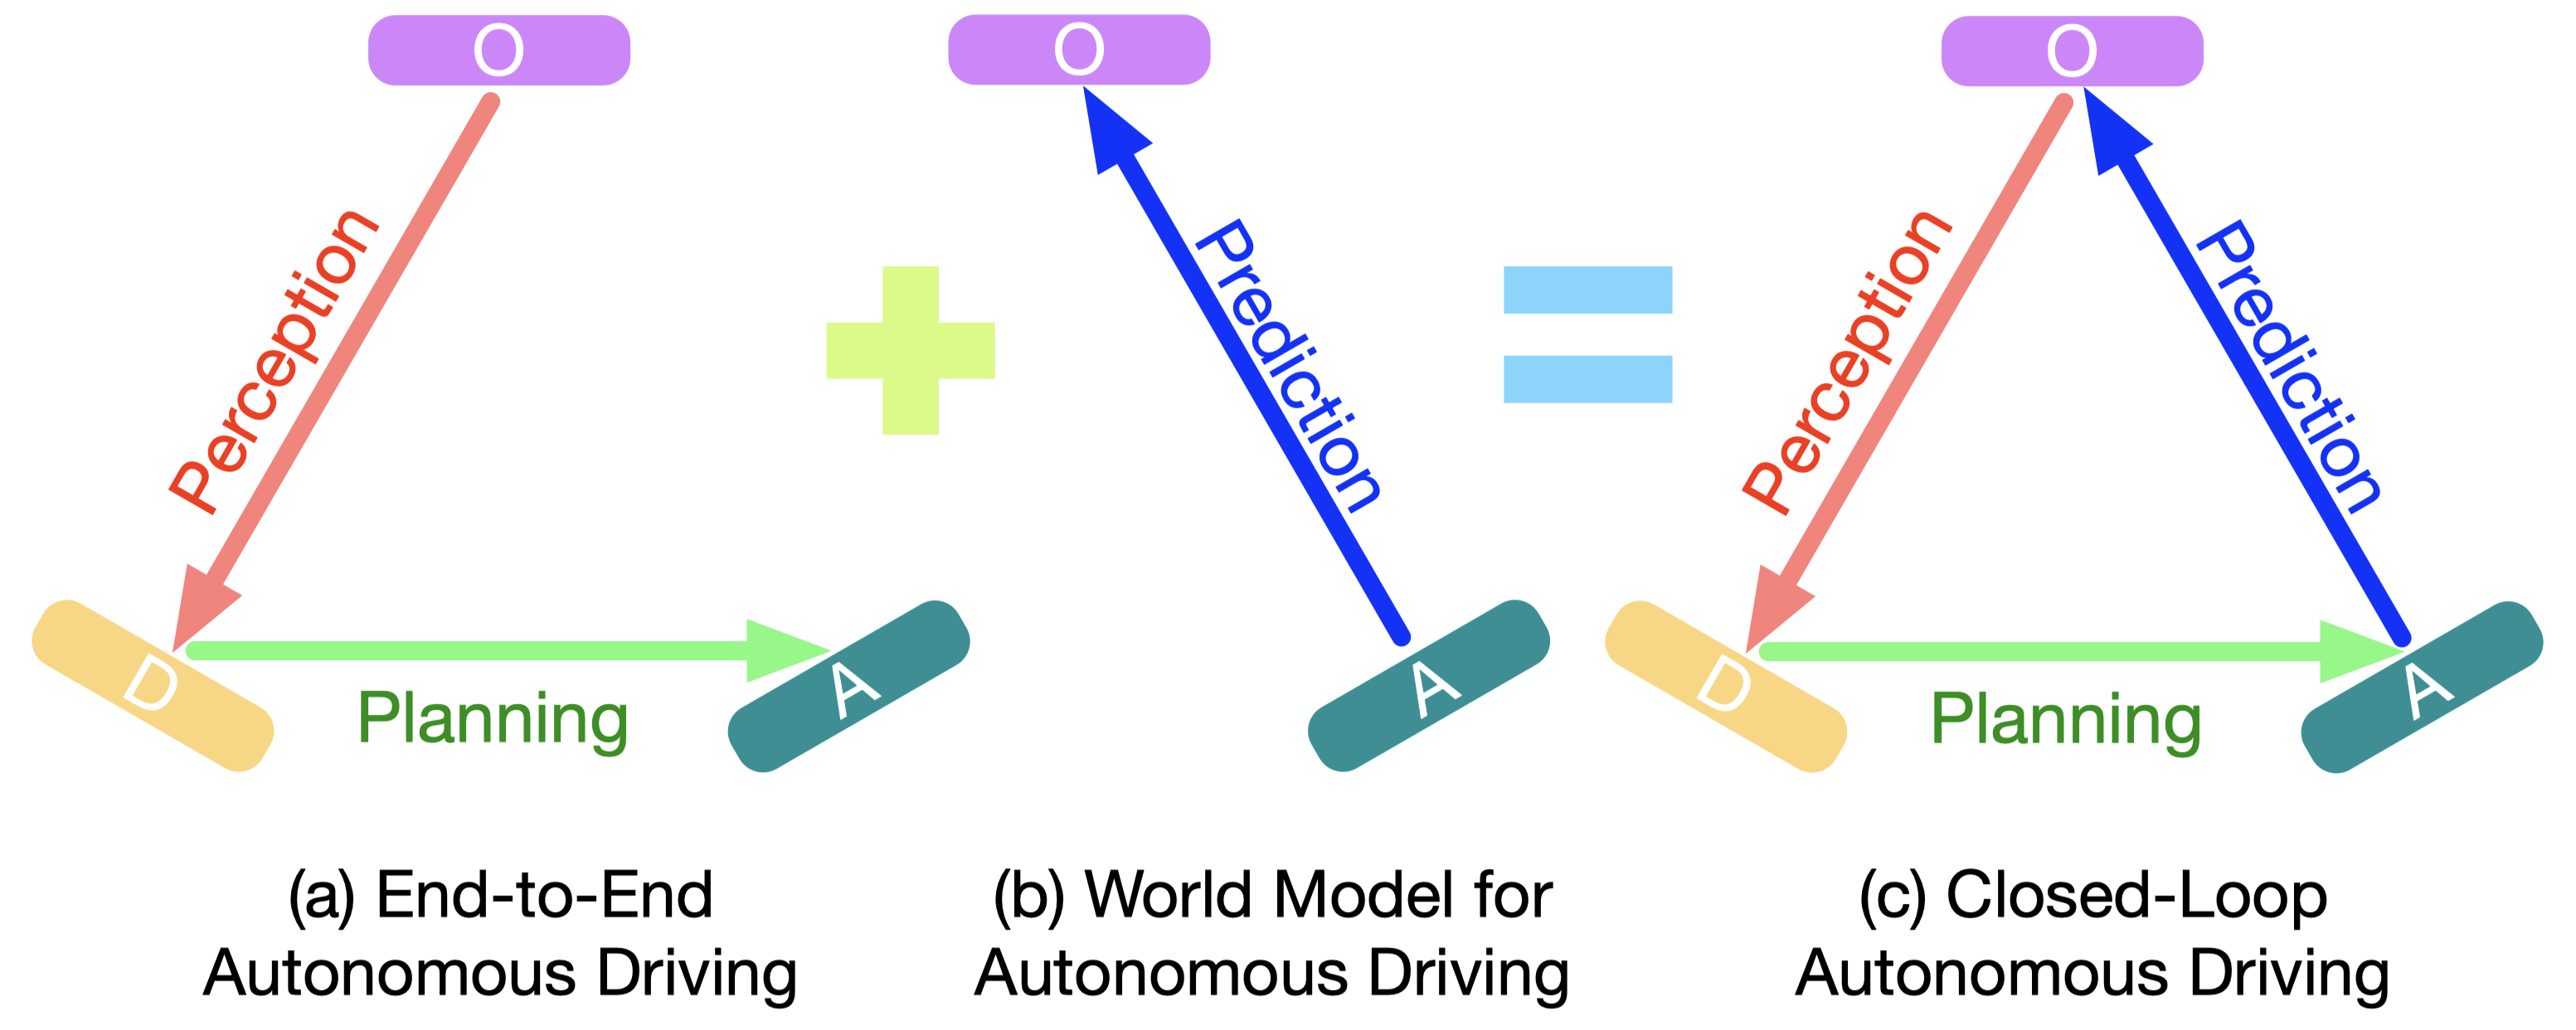 O
Perception
D
Planning
A
O
Prediction
A
O
Perception
Prediction
D
Planning
A
(a) End-to-End
Autonomous Driving
(b) World Model for
Autonomous Driving
(c) Closed-Loop
Autonomous Driving